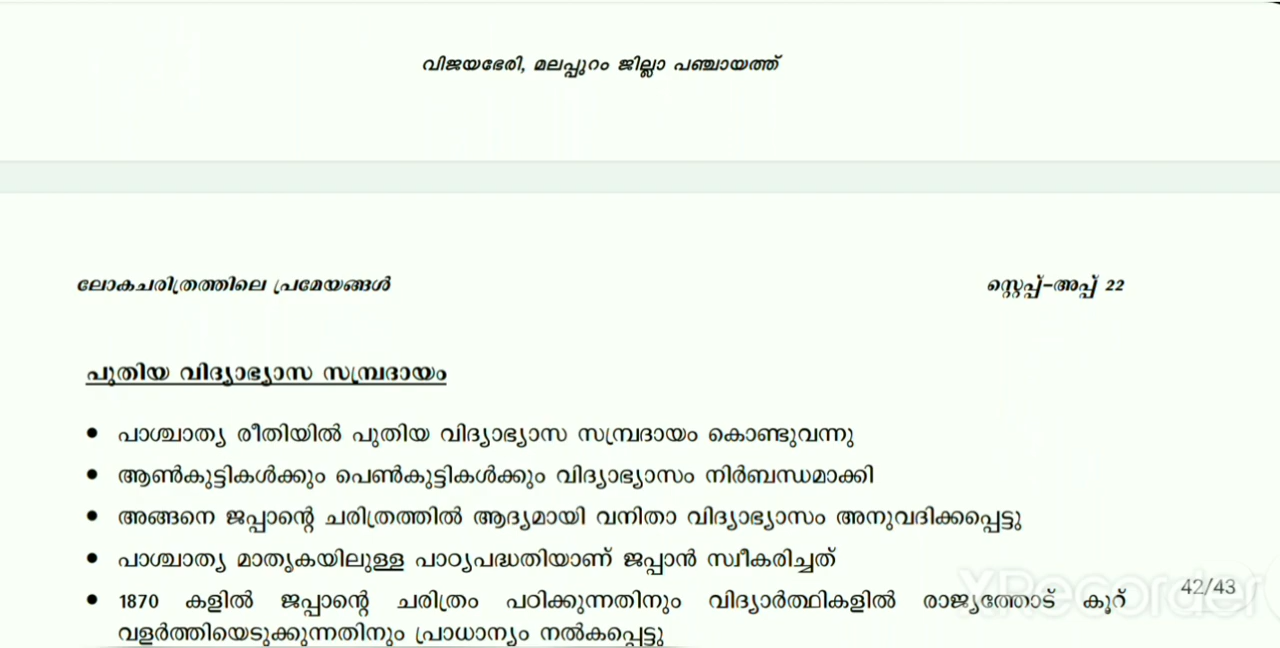 വിജയഭേരി, മലപ്പുറം ജില്ലാ പഞ്ചായത്ത്
ലോകചരിത്രത്തിലെ പ്രമേയങ്ങൾ
സ്റ്റെപ്പ്-അപ്പ് 22
പുതിയ വിദ്യാഭ്യാസ സമ്പ്രദായം
• പാശ്ചാത്യ രീതിയിൽ പുതിയ വിദ്യാഭ്യാസ സമ്പ്രദായം കൊണ്ടുവന്നു
• ആൺകുട്ടികൾക്കും പെൺകുട്ടികൾക്കും വിദ്യാഭ്യാസം നിർബന്ധമാക്കി
• അങ്ങനെ ജപ്പാന്റെ ചരിത്രത്തിൽ ആദ്യമായി വനിതാ വിദ്യാഭ്യാസം അനുവദിക്കപ്പെട്ടു
• പാശ്ചാത്യ മാതൃകയിലുള്ള പാഠ്യപദ്ധതിയാണ് ജപ്പാൻ സ്വീകരിച്ചത്
• 1870 കളിൽ ജപ്പാന്റെ ചരിത്രം പഠിക്കുന്നതിനും വിദ്യാർത്ഥികളിൽ രാജ്യത്തോട് കൂറ്
വളർത്തിയെടുക്കുന്നതിനും പ്രാധാന്യം നൽകപ്പെട്ടു
XRecorder
42/43